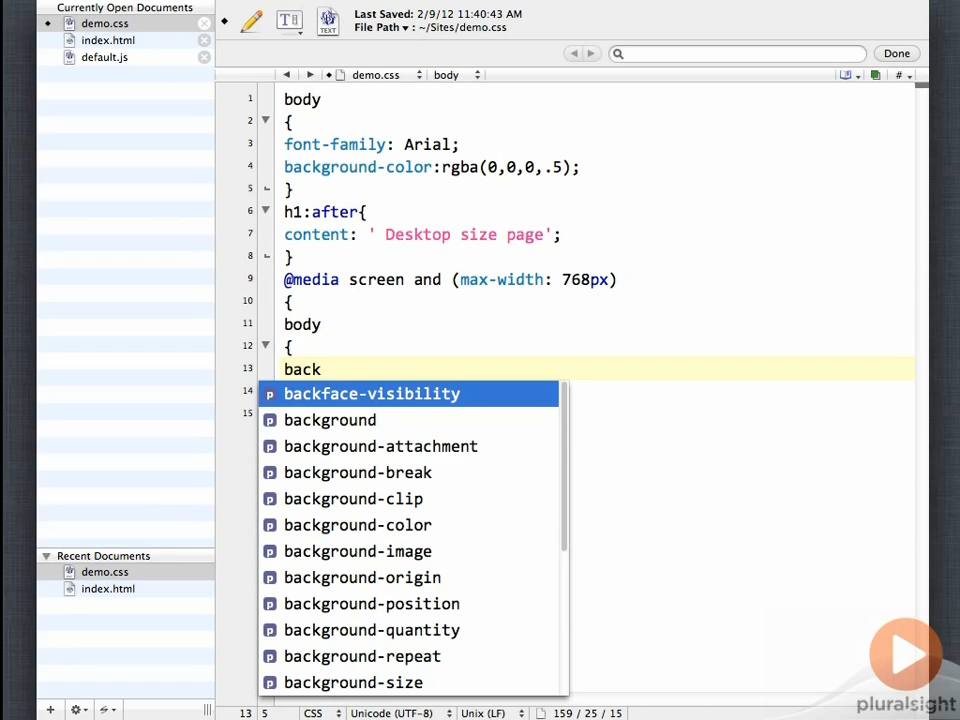 Currently Open Documents
demo.css
index.html
default.js
Recent Documents
demo.css
index.html
TEXT
Last Saved: 2/9/12 11:40:43 AM
File Path ▾ : ~/Sites/demo.css
Done
demo.css
body
#
1 body
2 {
3 font-family: Arial;
4 background-color:rgba(0,0,0,.5);
5 }
6 h1:after{
7 content: ' Desktop size page';
8 }
9 @media screen and (max-width: 768px)
10 {
11 body
12 {
13 back
14
15
p backface-visibility
p background
p background-attachment
p background-break
p background-clip
p background-color
p background-image
p background-origin
p background-position
p background-quantity
p background-repeat
p background-size
13 5 CSS Unicode (UTF-8) Unix (LF) 159 / 25 / 15
pluralsight